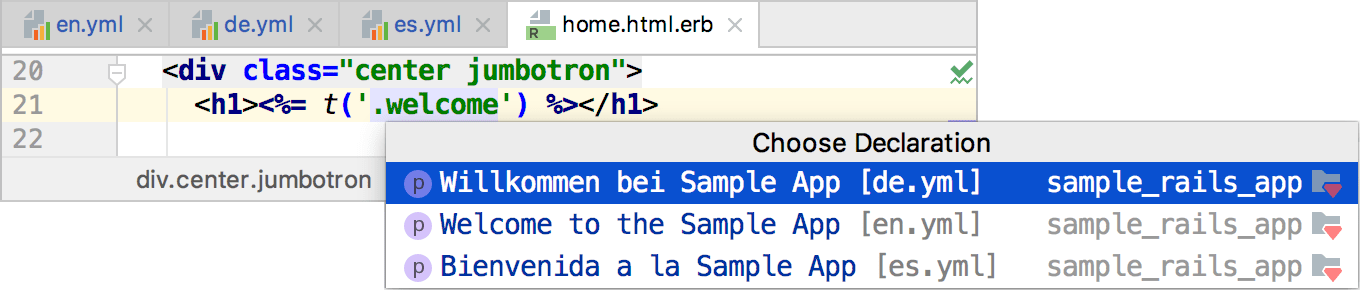 en.yml de.yml es.yml home.html.erb
20 <div class="center jumbotron">
21 <h1><%= t('.welcome') %></h1>
22
Choose Declaration
div.center.jumbotron
p Willkommen bei Sample App [de.yml] sample_rails_app
p Welcome to the Sample App [en.yml] sample_rails_app
p Bienvenida a la Sample App [es.yml] sample_rails_app